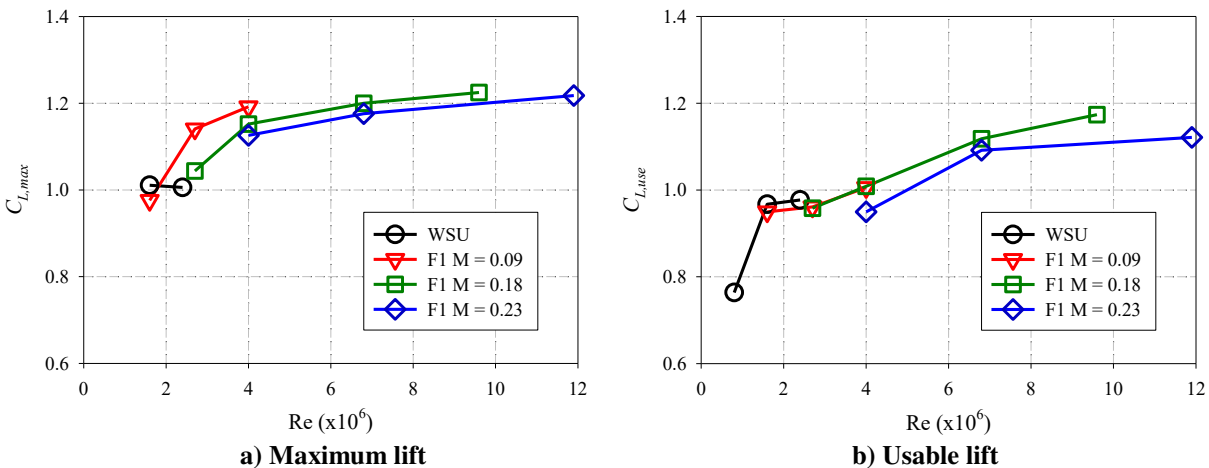 1.4
1.2
1.0
0.8
0.6
C_L,max
0 2 4 6 8 10 12
Re (x10^6)
WSU
F1 M = 0.09
F1 M = 0.18
F1 M = 0.23
a) Maximum lift
1.4
1.2
1.0
0.8
0.6
C_L,use
0 2 4 6 8 10 12
Re (x10^6)
WSU
F1 M = 0.09
F1 M = 0.18
F1 M = 0.23
b) Usable lift